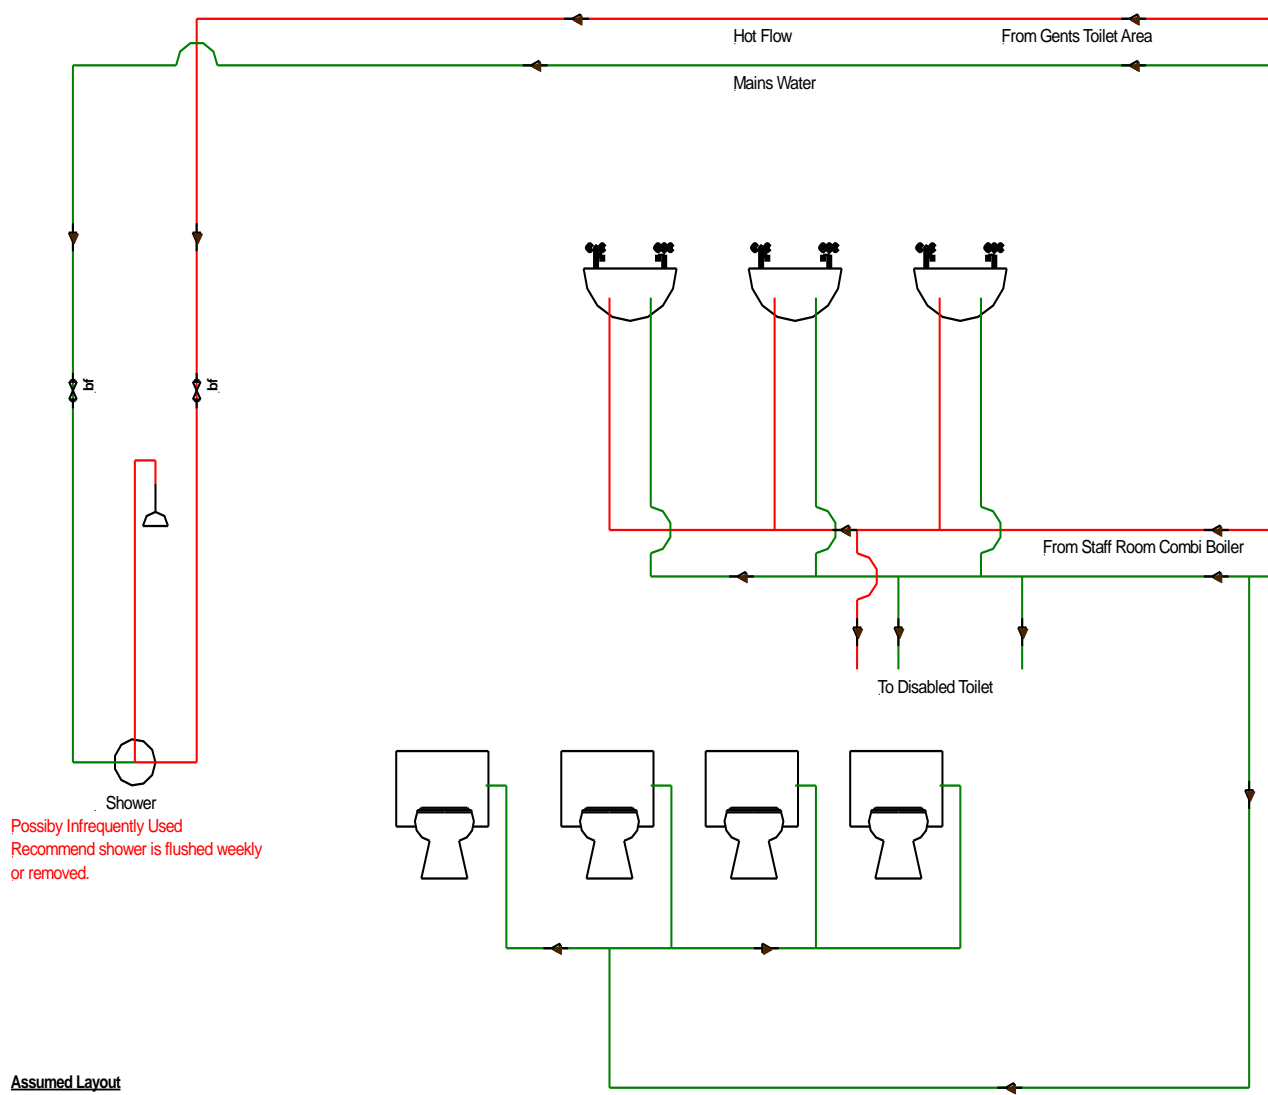 Hot Flow
From Gents Toilet Area
Mains Water
bf
bf
From Staff Room Combi Boiler
To Disabled Toilet
Shower
Possiby Infrequently Used
Recommend shower is flushed weekly
or removed.
Assumed Layout